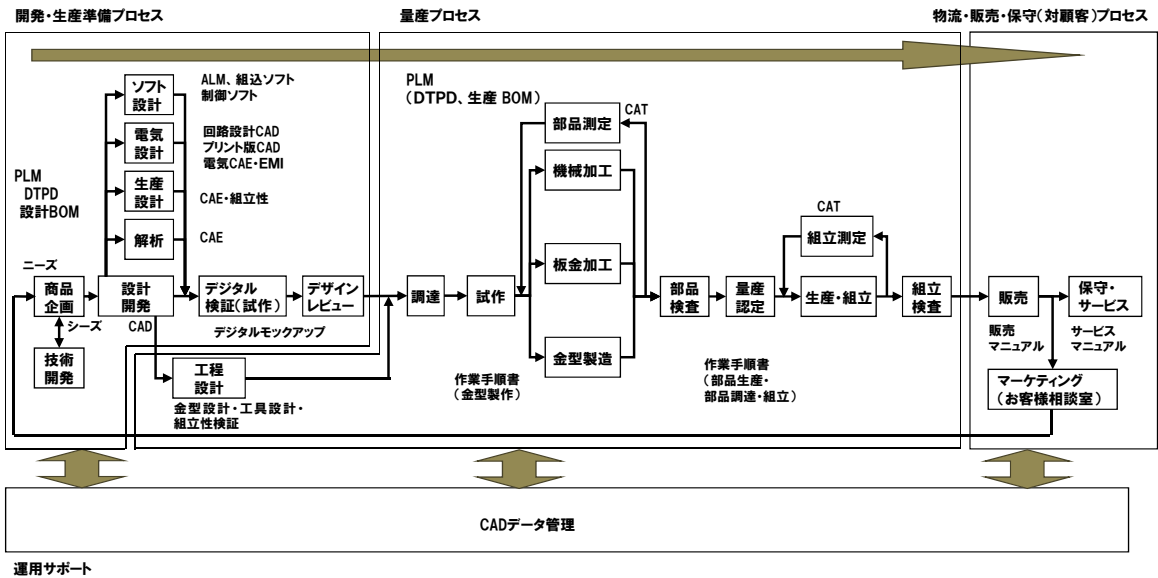 開発・生産準備プロセス
量産プロセス
物流・販売・保守(対顧客)プロセス
ソフト
設計
ALM、組込ソフト
制御ソフト
電気
設計
回路設計CAD
プリント版CAD
電気CAE・EMI
生産
設計
CAE・組立性
解析
CAE
PLM
DTPD
設計BOM
ニーズ
商品
企画
シーズ
技術
開発
設計
開発
CAD
デジタル
検証(試作)
デザイン
レビュー
デジタルモックアップ
工程
設計
金型設計・工具設計・
組立性検証
PLM
(DTPD、生産 BOM)
調達
試作
部品測定
CAT
機械加工
板金加工
金型製造
作業手順書
(金型製作)
部品
検査
量産
認定
CAT
組立測定
生産・組立
組立
検査
作業手順書
(部品生産・
部品調達・組立)
販売
販売
マニュアル
保守・
サービス
サービス
マニュアル
マーケティング
(お客様相談室)
CADデータ管理
運用サポート